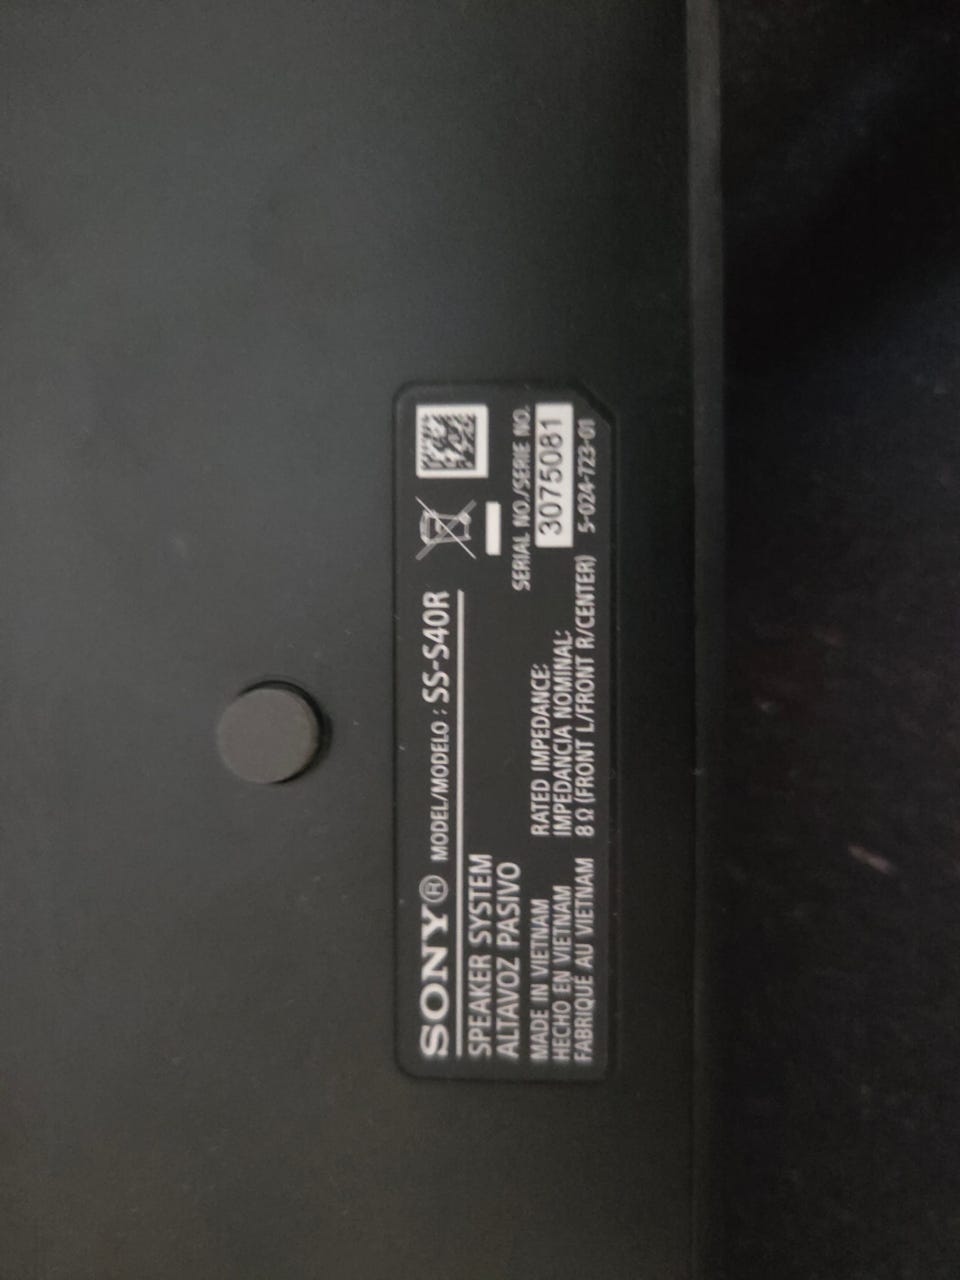 SONY® MODEL/MODELO : SS-S40R
SPEAKER SYSTEM
ALTAVOZ PASIVO
MADE IN VIETNAM
HECHO EN VIETNAM
FABRIQUÉ AU VIETNAM
RATED IMPEDANCE:
IMPEDANCIA NOMINAL:
8 Ω (FRONT L/FRONT R/CENTER)
SERIAL NO./SERIE NO.
3075081
5-024-723-01